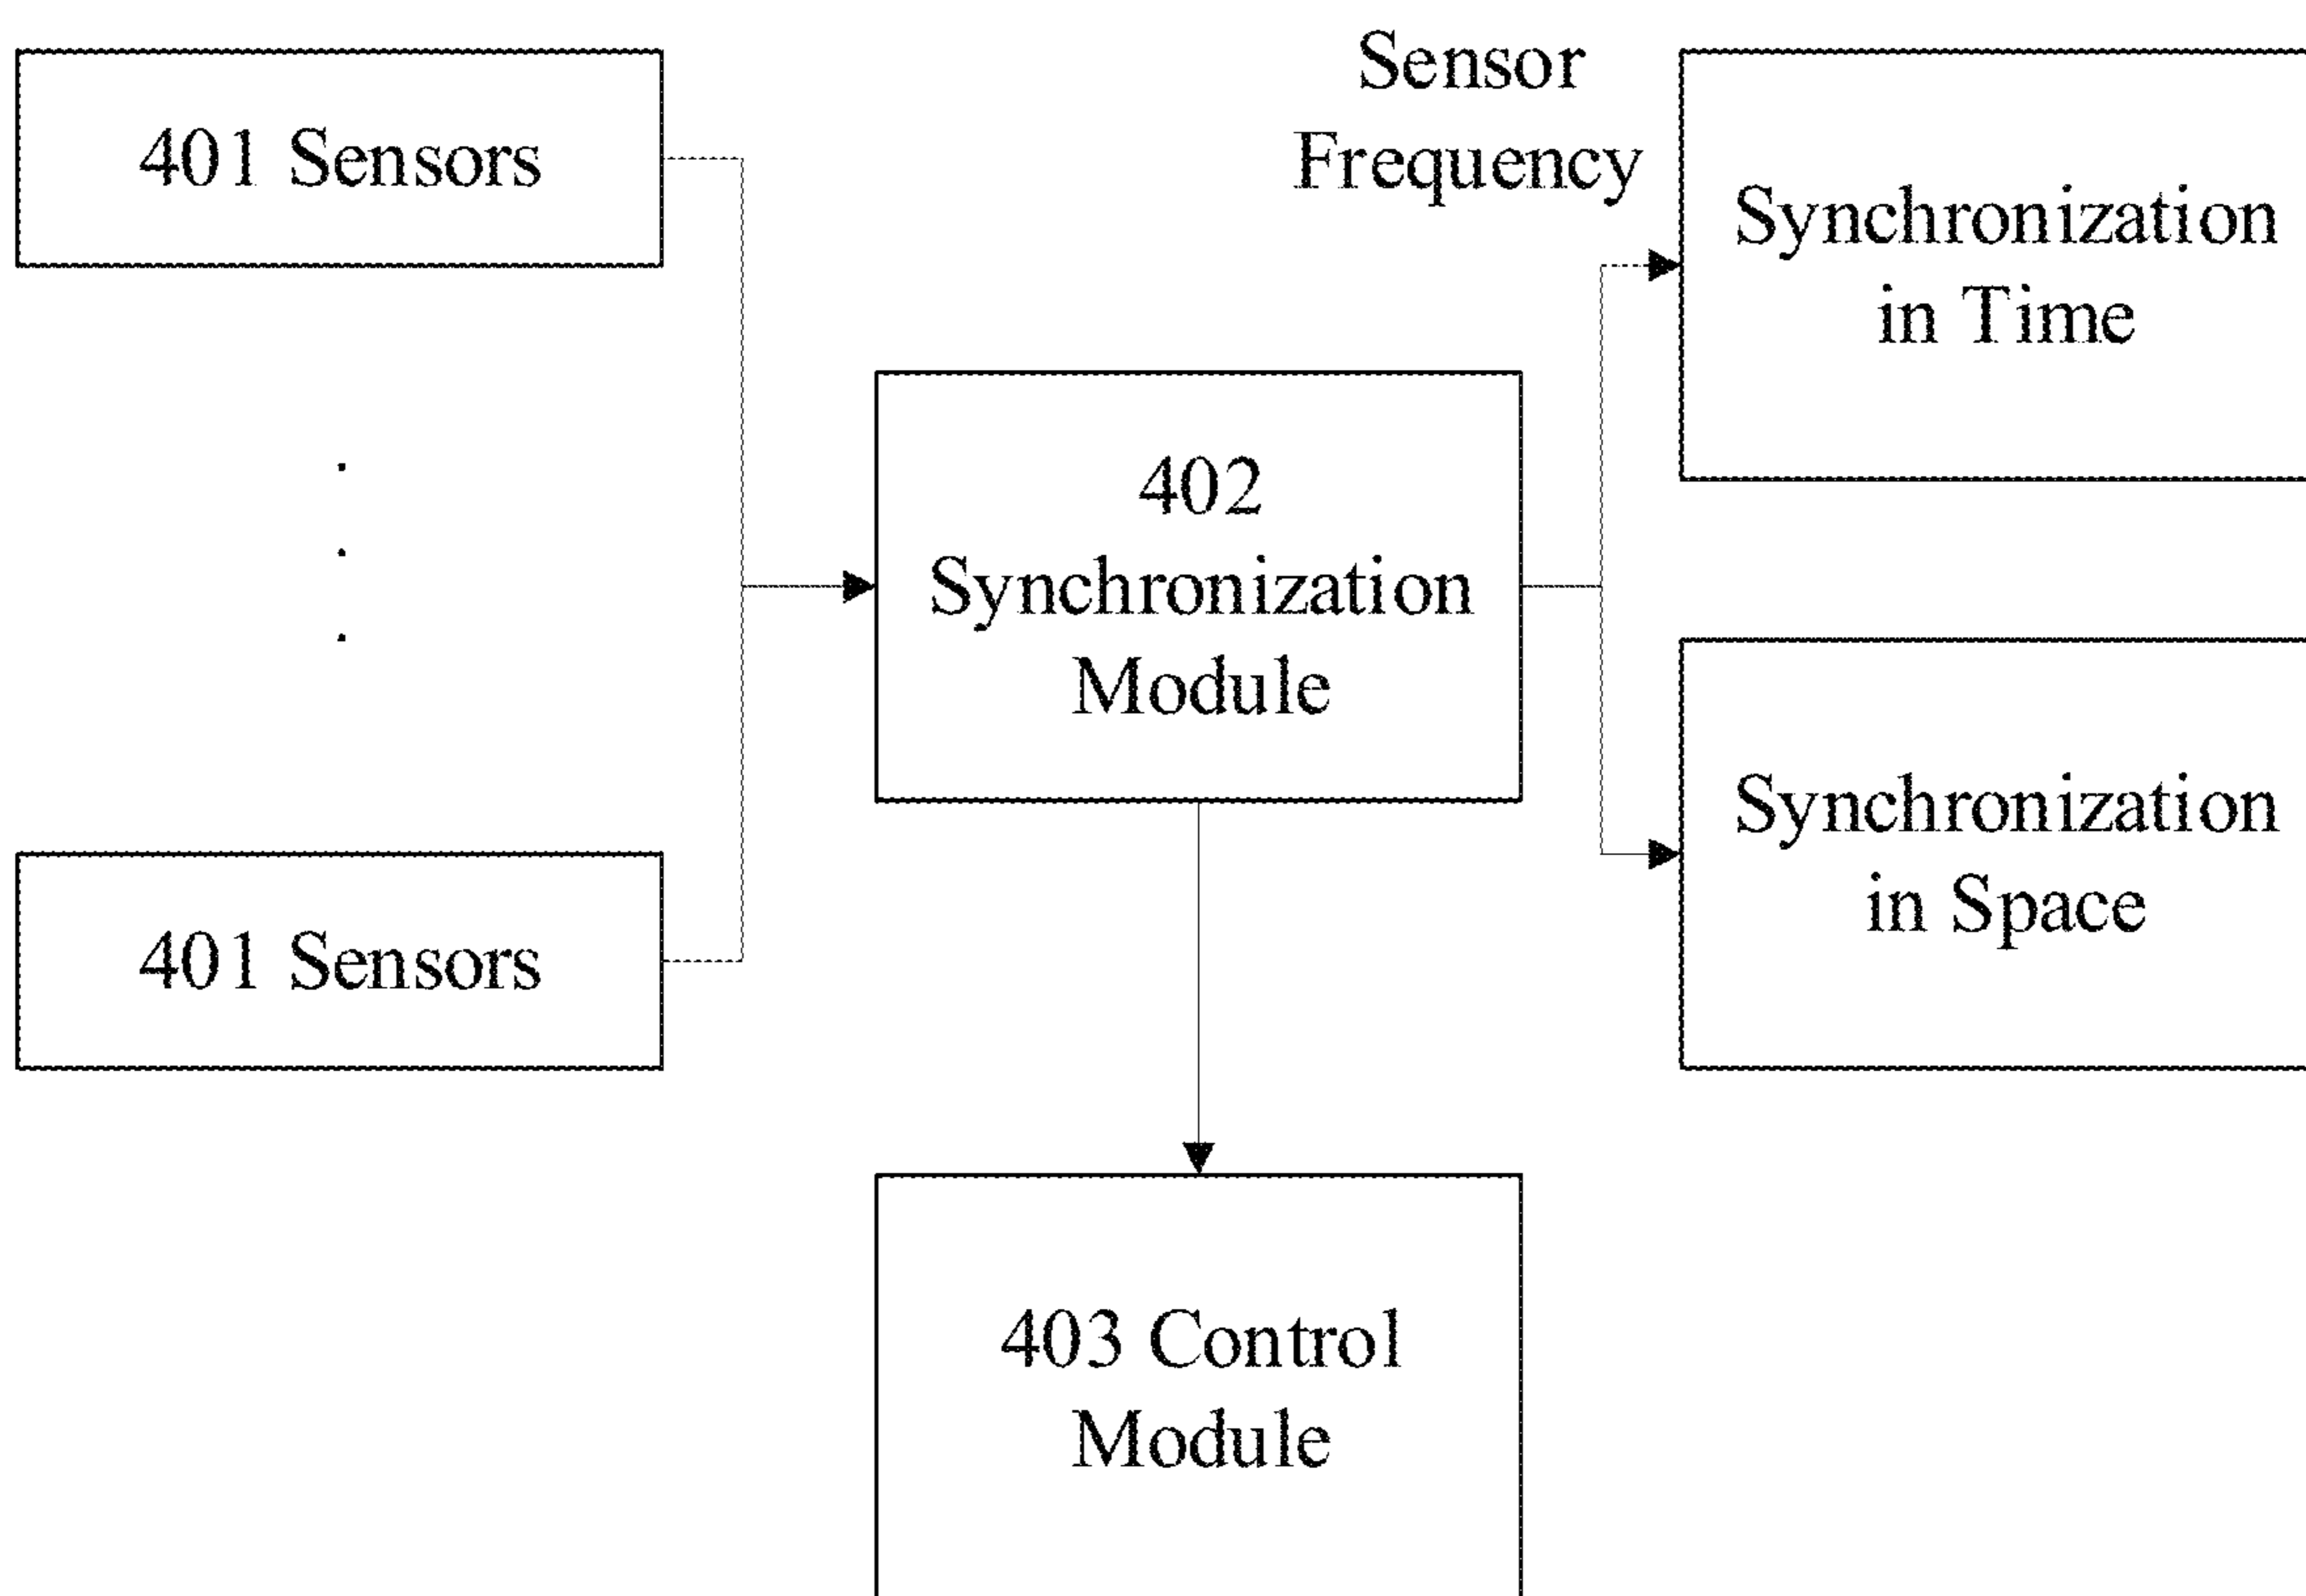 401 Sensors
401 Sensors
402
Synchronization
Module
403 Control
Module
Sensor
Frequency
Synchronization
in Time
Synchronization
in Space